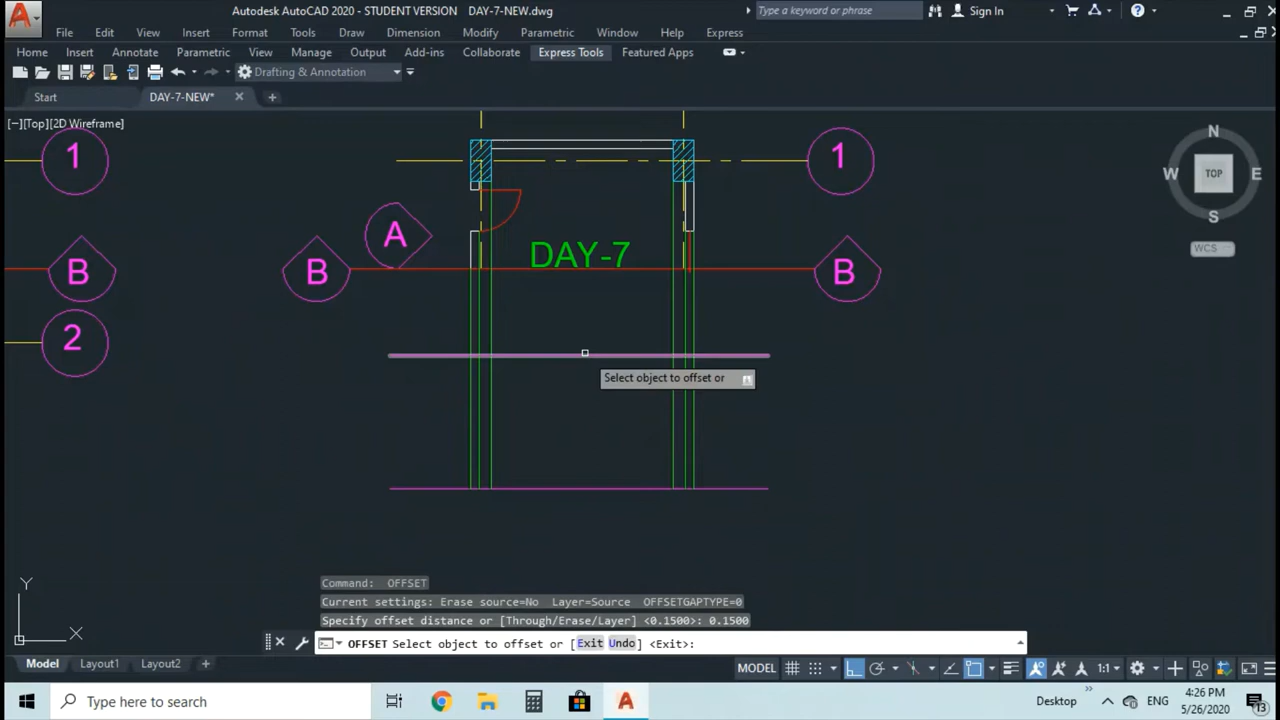 Autodesk AutoCAD 2020 - STUDENT VERSION DAY-7-NEW.dwg
Type a keyword or phrase
Sign In
File Edit View Insert Format Tools Draw Dimension Modify Parametric Window Help Express
Home Insert Annotate Parametric View Manage Output Add-ins Collaborate Express Tools Featured Apps
Drafting & Annotation
Start DAY-7-NEW*
[−][Top][2D Wireframe]
N
W TOP E
S
WCS
1 1
A
DAY-7
B B B
2
Select object to offset or
Y
X
Command: OFFSET
Current settings: Erase source=No Layer=Source OFFSETGAPTYPE=0
Specify offset distance or [Through/Erase/Layer] <0.1500>: 0.1500
OFFSET Select object to offset or [Exit Undo] <Exit>:
Model Layout1 Layout2 +
MODEL 1:1
Type here to search
Desktop
ENG
4:26 PM
5/26/2020
13